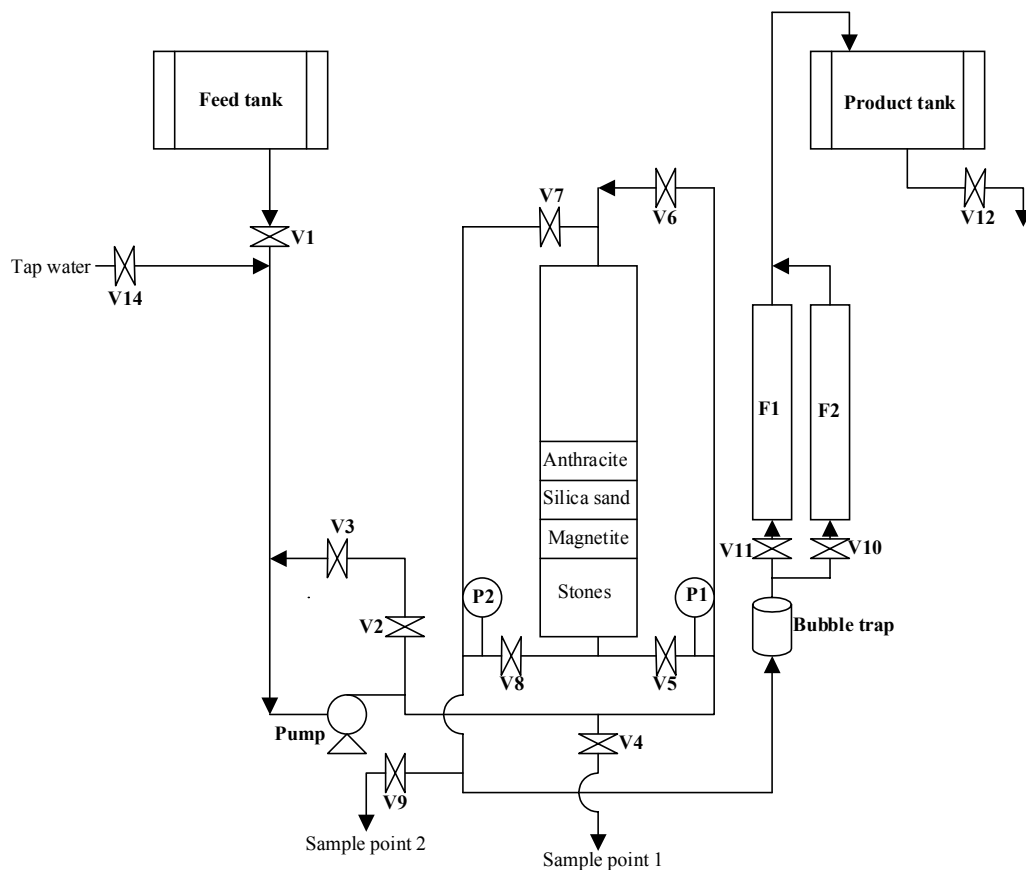 Feed tank
Product tank
V7
V6
V12
V1
Tap water
V14
F1
F2
Anthracite
Silica sand
V3
Magnetite
V11
V10
P2
Stones
P1
V2
Bubble trap
V8
V5
Pump
V4
V9
Sample point 2
Sample point 1